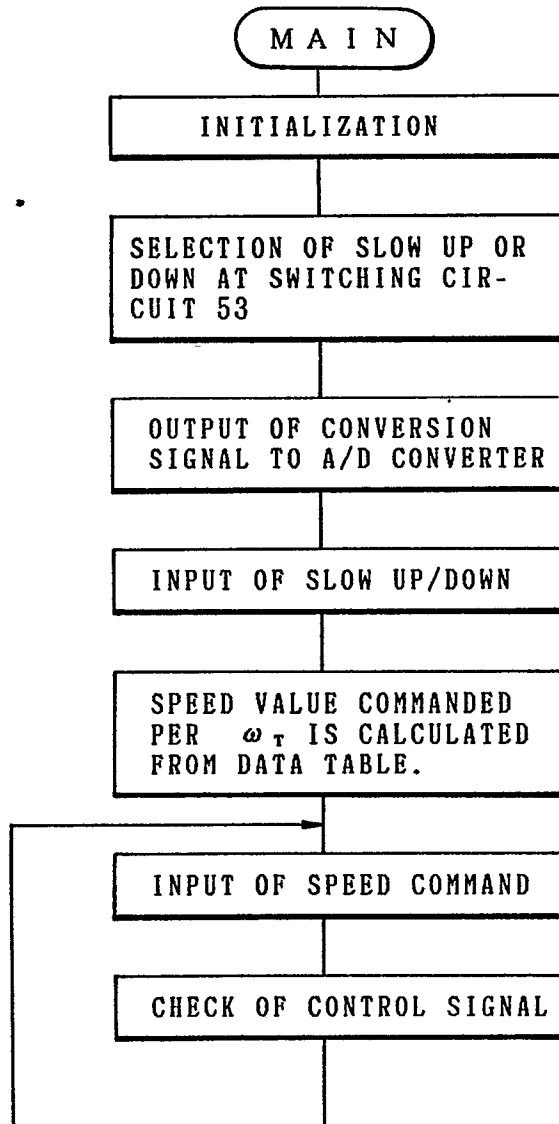 MAIN
INITIALIZATION
SELECTION OF SLOW UP OR
DOWN AT SWITCHING CIR-
CUIT 53
OUTPUT OF CONVERSION
SIGNAL TO A/D CONVERTER
INPUT OF SLOW UP/DOWN
SPEED VALUE COMMANDED
PER ω_T IS CALCULATED
FROM DATA TABLE.
INPUT OF SPEED COMMAND
CHECK OF CONTROL SIGNAL